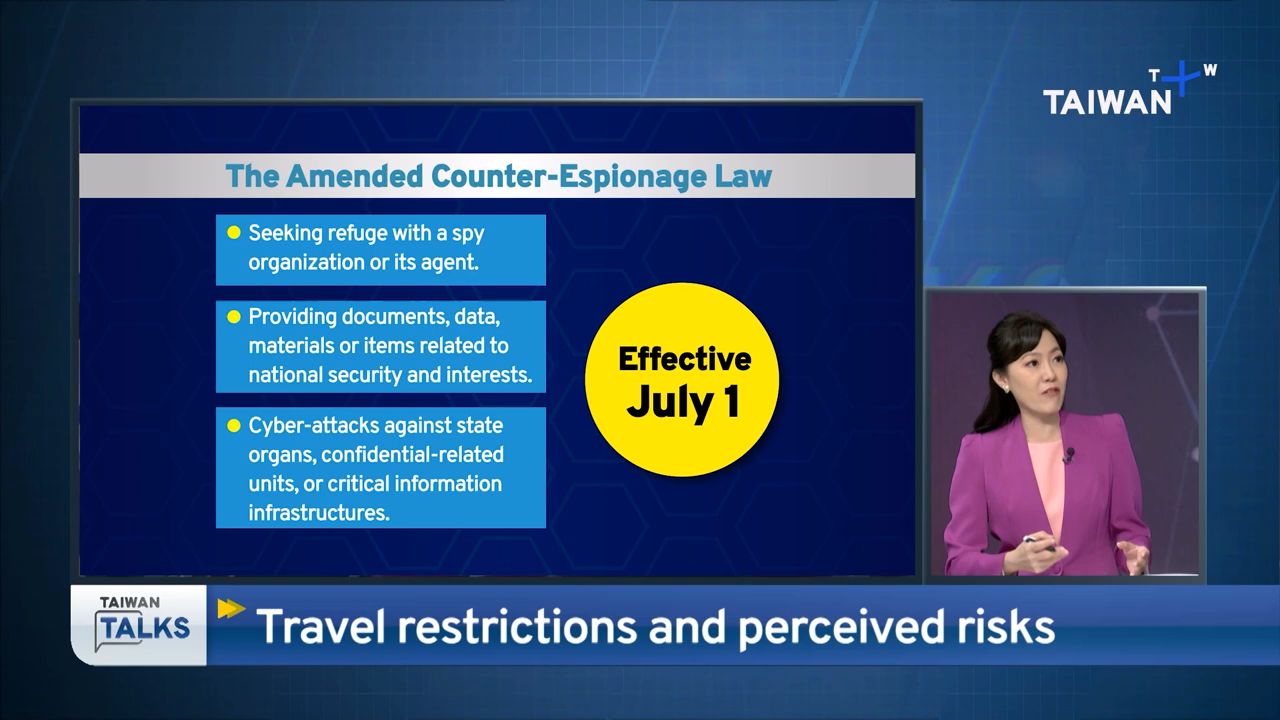 T W
TAIWAN
The Amended Counter-Espionage Law
Seeking refuge with a spy
organization or its agent.
Providing documents, data,
materials or items related to
national security and interests.
Cyber-attacks against state
organs, confidential-related
units, or critical information
infrastructures.
Effective
July 1
TAIWAN
TALKS
Travel restrictions and perceived risks